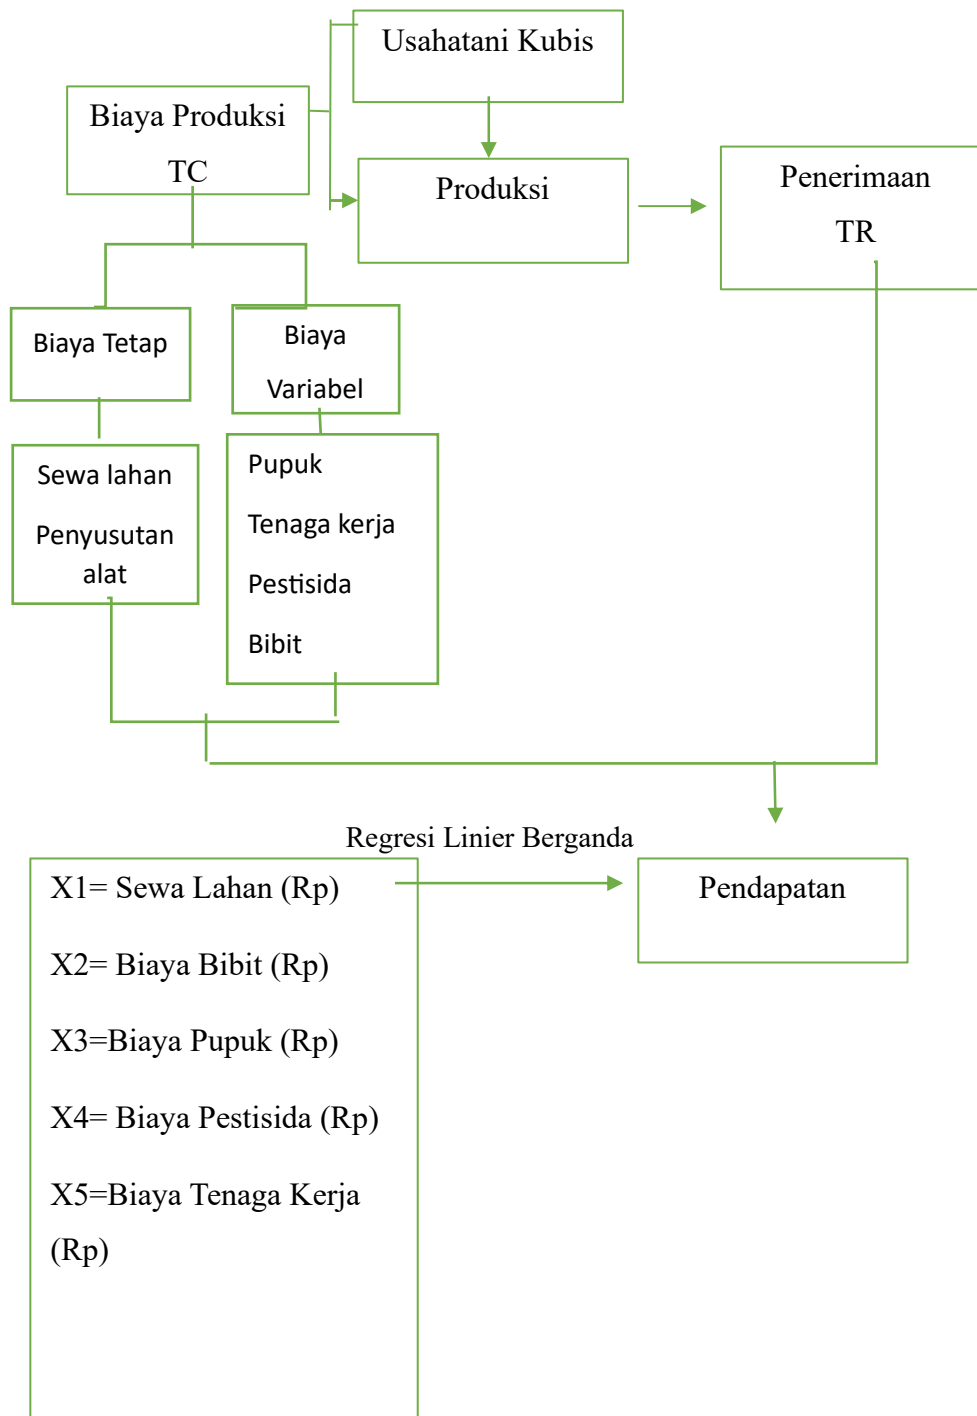 Usahatani Kubis
Biaya Produksi
TC
Produksi
Penerimaan
TR
Biaya Tetap
Biaya
Variabel
Sewa lahan
Penyusutan
alat
Pupuk
Tenaga kerja
Pestisida
Bibit
Regresi Linier Berganda
X1= Sewa Lahan (Rp)
X2= Biaya Bibit (Rp)
X3=Biaya Pupuk (Rp)
X4= Biaya Pestisida (Rp)
X5=Biaya Tenaga Kerja
(Rp)
Pendapatan